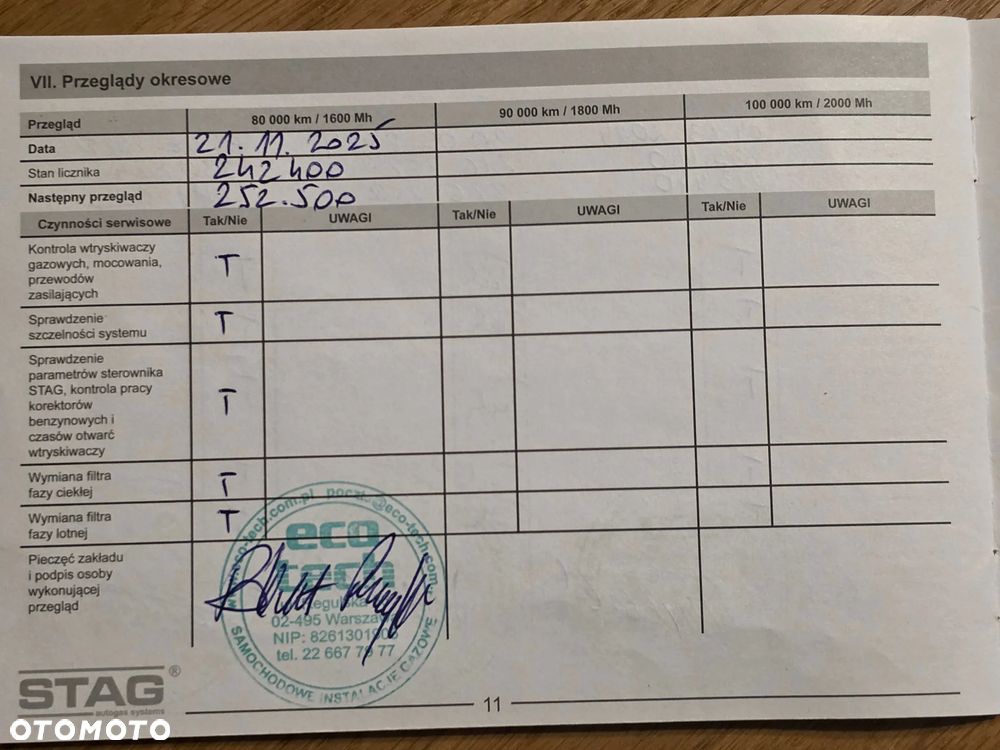 VII. Przeglądy okresowe
Przegląd 80 000 km / 1600 Mh 90 000 km / 1800 Mh 100 000 km / 2000 Mh
Data 21.11.2025
Stan licznika 242400
Następny przegląd 252.500
Czynności serwisowe Tak/Nie UWAGI Tak/Nie UWAGI Tak/Nie UWAGI
Kontrola wtryskiwaczy
gazowych, mocowania,
przewodów
zasilających
T
Sprawdzenie
szczelności systemu
T
Sprawdzenie
parametrów sterownika
STAG, kontrola pracy
korektorów
benzynowych i
czasów otwarć
wtryskiwaczy
T
Wymiana filtra
fazy ciekłej
T
Wymiana filtra
fazy lotnej
T
Pieczęć zakładu
i podpis osoby
wykonującej
przegląd
eco
tech
02-495
NIP:
tel. 22 667
SAMOCHODOWE INSTALACJE GAZOWE
STAG®
autogas systems
11
OTOMOTO